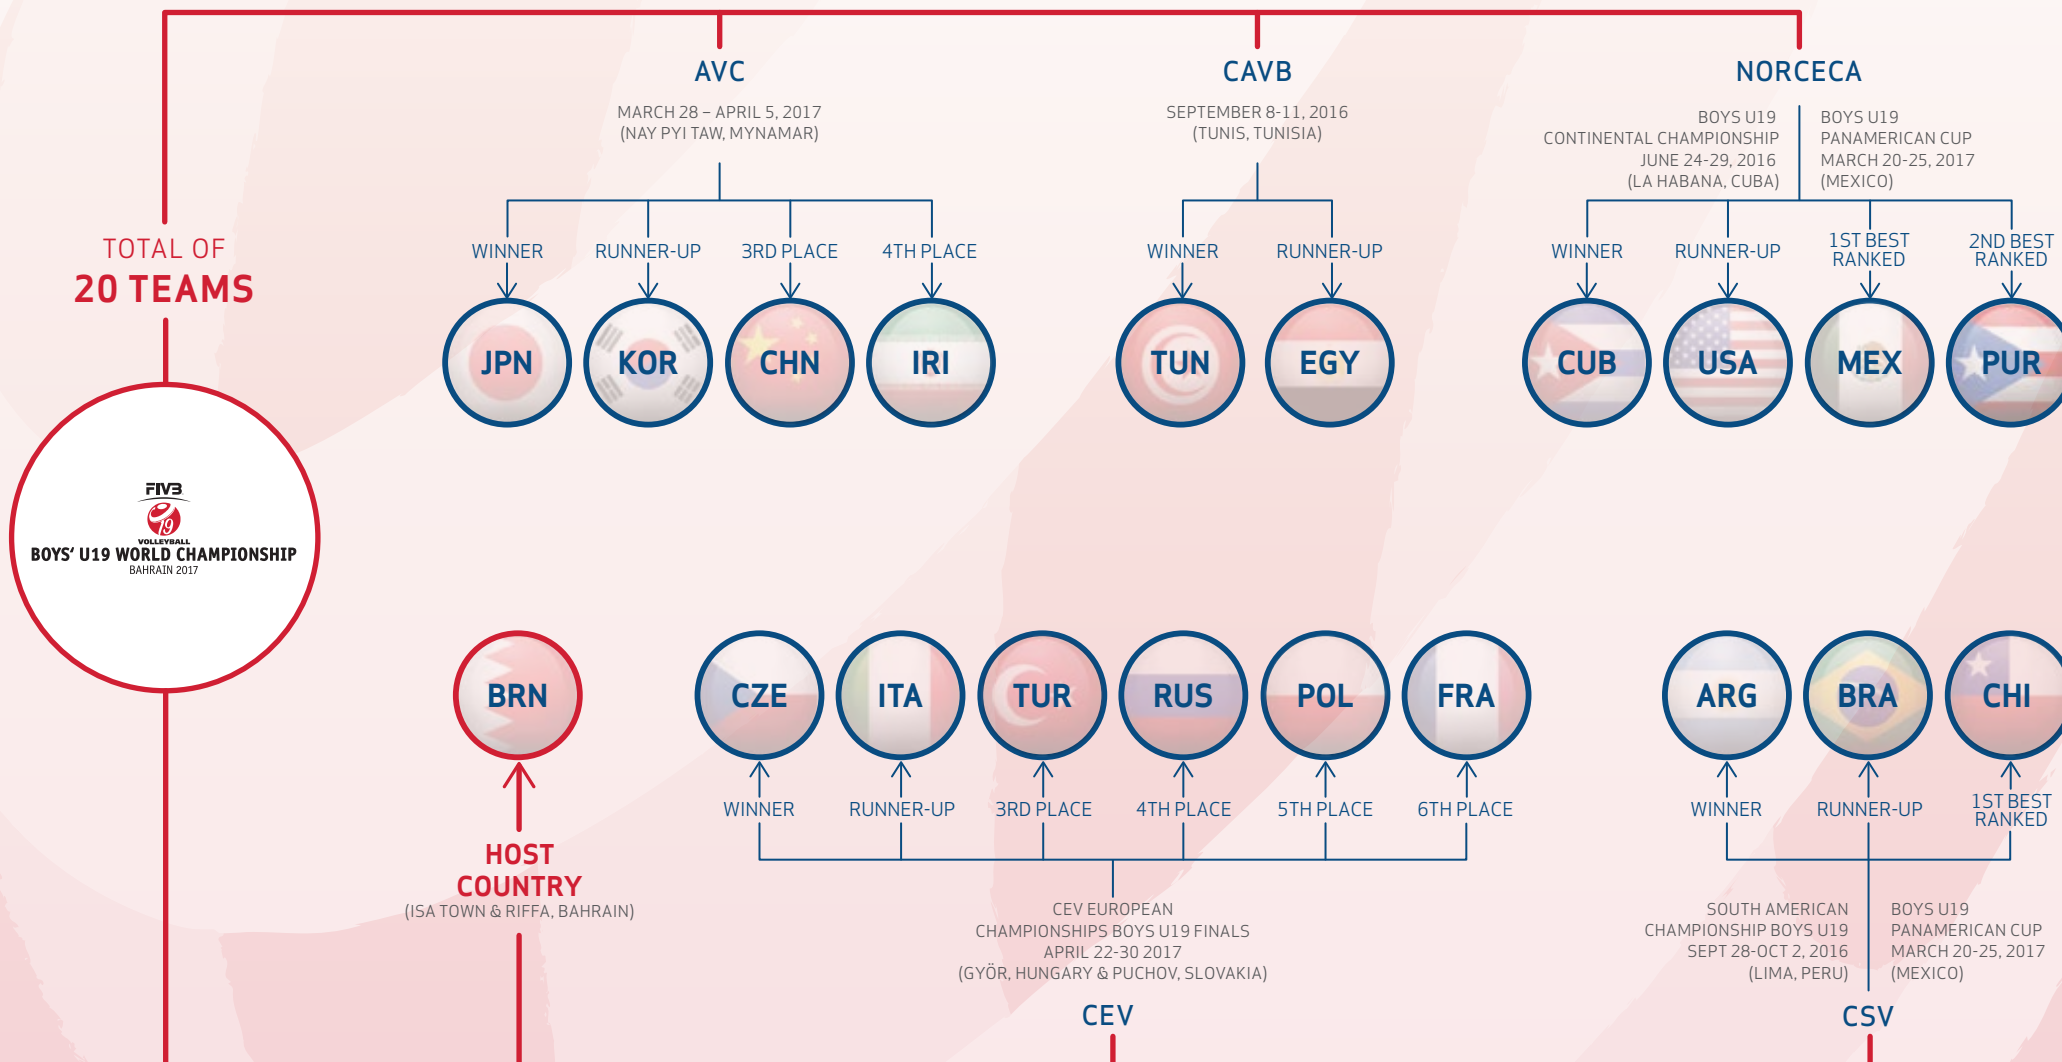 AVC
MARCH 28 – APRIL 5, 2017
(NAY PYI TAW, MYNAMAR)
WINNER
RUNNER-UP
3RD PLACE
4TH PLACE
JPN
KOR
CHN
IRI
CAVB
SEPTEMBER 8-11, 2016
(TUNIS, TUNISIA)
WINNER
RUNNER-UP
TUN
EGY
NORCECA
BOYS U19
CONTINENTAL CHAMPIONSHIP
JUNE 24-29, 2016
(LA HABANA, CUBA)
BOYS U19
PANAMERICAN CUP
MARCH 20-25, 2017
(MEXICO)
WINNER
RUNNER-UP
1ST BEST
RANKED
2ND BEST
RANKED
CUB
USA
MEX
PUR
TOTAL OF
20 TEAMS
FIVB
19
VOLLEYBALL
BOYS' U19 WORLD CHAMPIONSHIP
BAHRAIN 2017
BRN
HOST
COUNTRY
(ISA TOWN & RIFFA, BAHRAIN)
CZE
ITA
TUR
RUS
POL
FRA
WINNER
RUNNER-UP
3RD PLACE
4TH PLACE
5TH PLACE
6TH PLACE
CEV EUROPEAN
CHAMPIONSHIPS BOYS U19 FINALS
APRIL 22-30 2017
(GYÖR, HUNGARY & PUCHOV, SLOVAKIA)
CEV
ARG
BRA
CHI
WINNER
RUNNER-UP
1ST BEST
RANKED
SOUTH AMERICAN
CHAMPIONSHIP BOYS U19
SEPT 28-OCT 2, 2016
(LIMA, PERU)
BOYS U19
PANAMERICAN CUP
MARCH 20-25, 2017
(MEXICO)
CSV